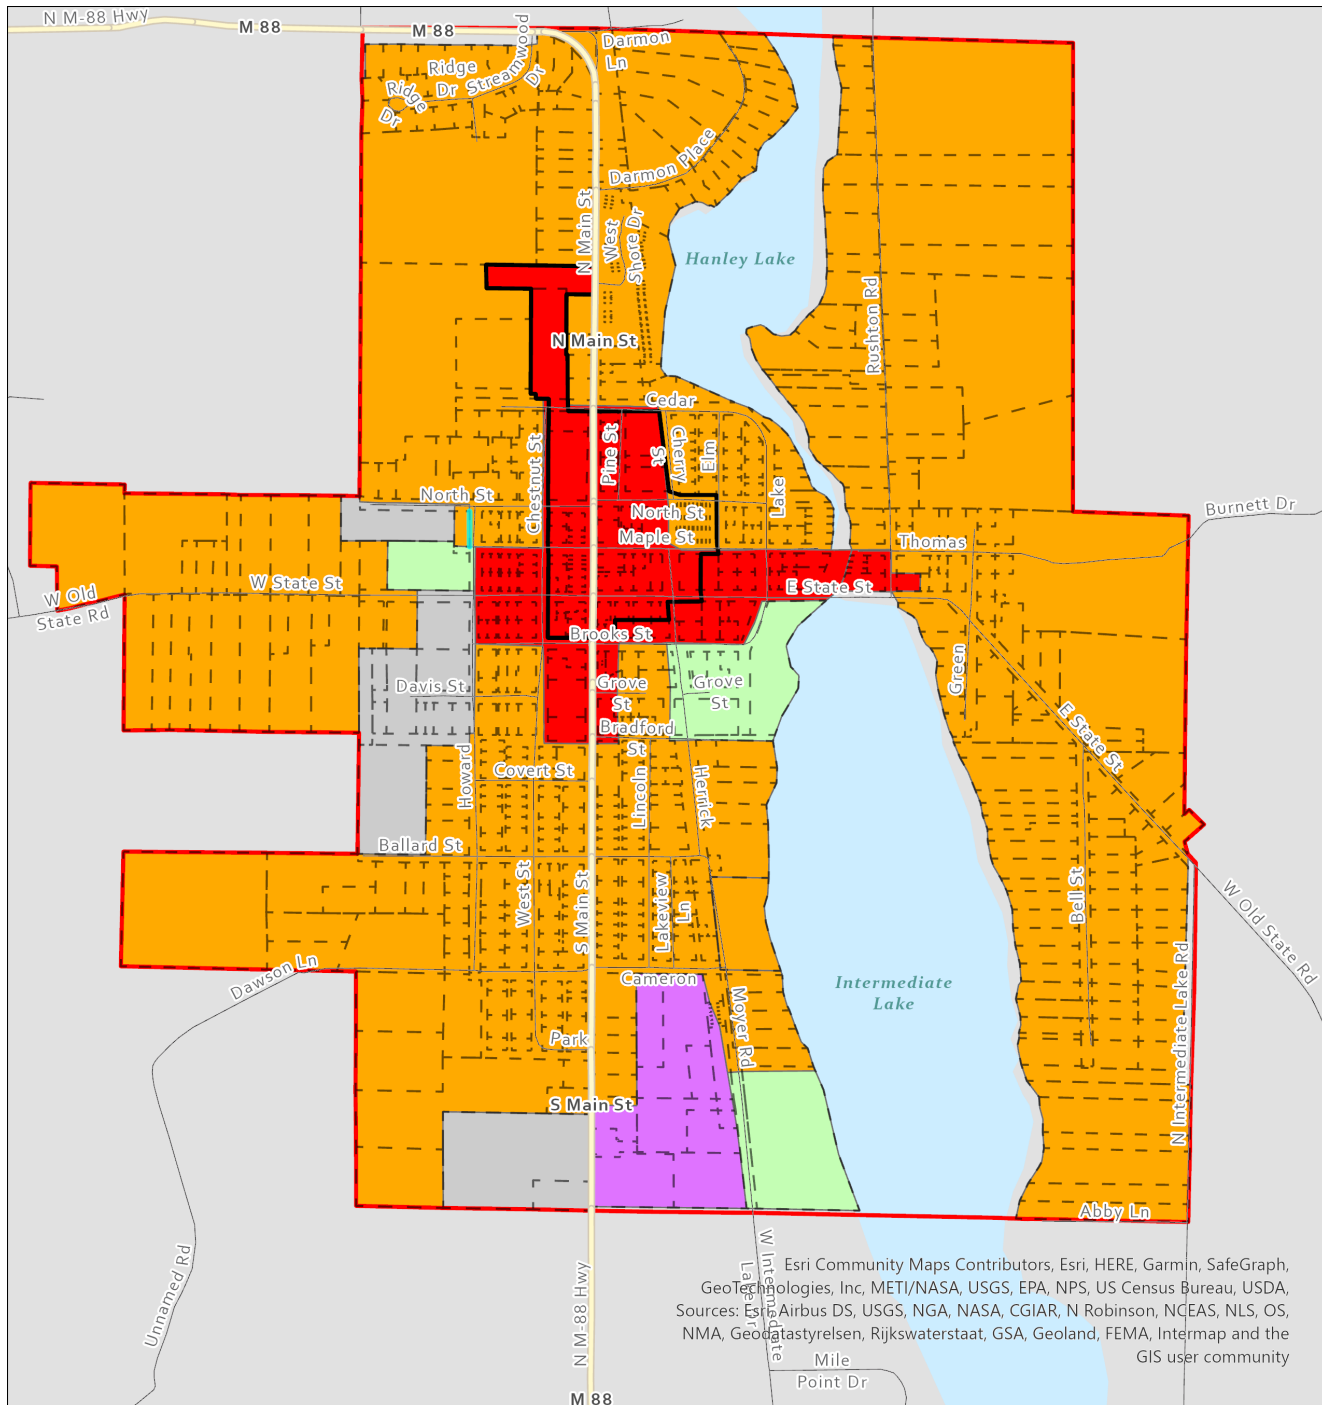 N M-88 Hwy
M 88
M 88
Darmon
Ln
Streamwood
Dr
Ridge
Dr
Ridge
Dr
Darmon Place
N Main St
West
Shore Dr
Hanley Lake
Rushton Rd
N Main St
Cedar
Chestnut St
Pine St
Cherry
St
Elm
Lake
North St
North St
Maple St
Thomas
Burnett Dr
W State St
E State St
W Old
State Rd
Brooks St
Davis St
Grove
St
Grove
St
Green
Bradford
St
E State St
Howard
Covert St
Lincoln
Herrick
Ballard St
West St
S Main St
Lakeview
Ln
Bell St
W Old State Rd
Dawson Ln
Cameron
Intermediate
Lake
Moyer Rd
N Intermediate Lake Rd
Park
S Main St
Abby Ln
Unnamed Rd
N M-88 Hwy
W Intermediate
Lake Dr
Esri Community Maps Contributors, Esri, HERE, Garmin, SafeGraph,
GeoTechnologies, Inc, METI/NASA, USGS, EPA, NPS, US Census Bureau, USDA,
Sources: Esri, Airbus DS, USGS, NGA, NASA, CGIAR, N Robinson, NCEAS, NLS, OS,
NMA, Geodatastyrelsen, Rijkswaterstaat, GSA, Geoland, FEMA, Intermap and the
GIS user community
Mile
Point Dr
M 88